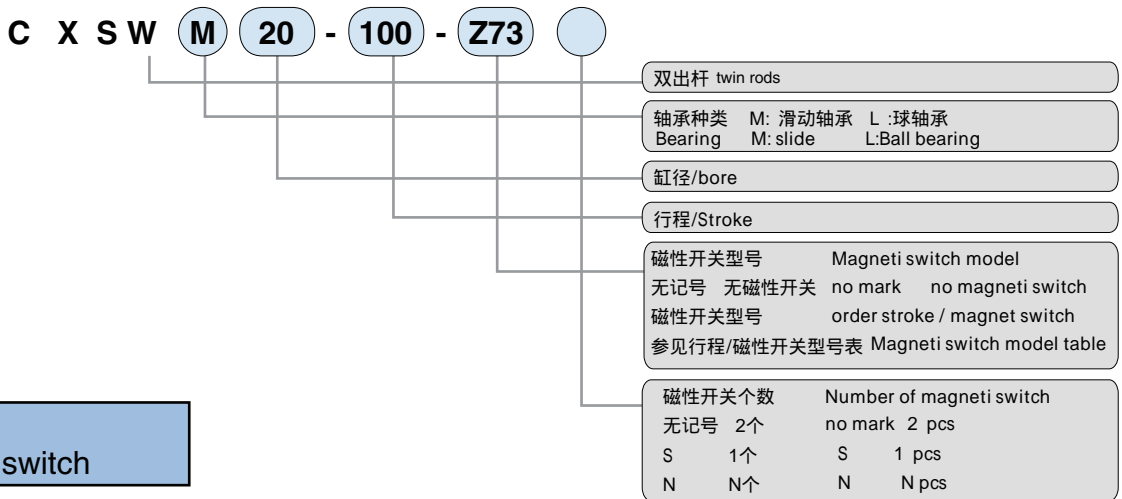 C X S W M 20 - 100 - Z73
双出杆 twin rods
轴承种类 M: 滑动轴承 L :球轴承
Bearing M: slide L:Ball bearing
缸径/bore
行程/Stroke
磁性开关型号 Magneti switch model
无记号 无磁性开关 no mark no magneti switch
磁性开关型号 order stroke / magnet switch
参见行程/磁性开关型号表 Magneti switch model table
磁性开关个数 Number of magneti switch
无记号 2个 no mark 2 pcs
S 1个 S 1 pcs
N N个 N N pcs
switch